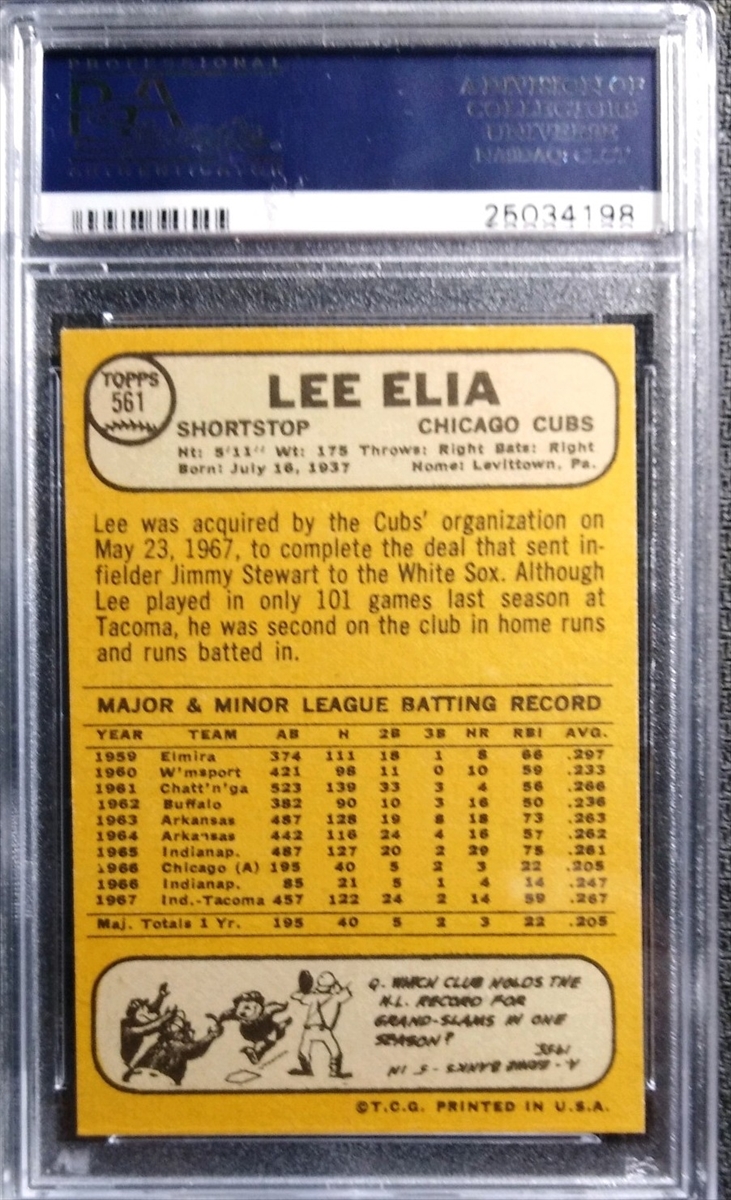 PROFESSIONAL
PSA
AUTHENTICATOR
A DIVISION OF
COLLECTORS
UNIVERSE
NASDAQ: CLCT
25034198
TOPPS
561
LEE ELIA
SHORTSTOP CHICAGO CUBS
Ht: 5'11" Wt: 175 Throws: Right Bats: Right
Born: July 16, 1937 Home: Levittown, Pa.
Lee was acquired by the Cubs' organization on
May 23, 1967, to complete the deal that sent in-
fielder Jimmy Stewart to the White Sox. Although
Lee played in only 101 games last season at
Tacoma, he was second on the club in home runs
and runs batted in.
MAJOR & MINOR LEAGUE BATTING RECORD
YEAR TEAM AB H 2B 3B HR RBI AVG.
1959 Elmira 374 111 18 1 8 66 .297
1960 W'msport 421 98 11 0 10 59 .233
1961 Chatt'n'ga 523 139 33 3 4 56 .266
1962 Buffalo 382 90 10 3 16 50 .236
1963 Arkansas 487 128 19 8 18 73 .263
1964 Arkansas 442 116 24 4 16 57 .262
1965 Indianap. 487 127 20 2 29 75 .261
1966 Chicago (A) 195 40 5 2 3 22 .205
1966 Indianap. 85 21 5 1 4 14 .247
1967 Ind.-Tacoma 457 122 24 2 14 59 .267
Maj. Totals 1 Yr. 195 40 5 2 3 22 .205
Q. WHICH CLUB HOLDS THE
N.L. RECORD FOR
GRAND-SLAMS IN ONE
SEASON?
A. - ERNIE BANKS - 5 IN
1955
©T.C.G. PRINTED IN U.S.A.